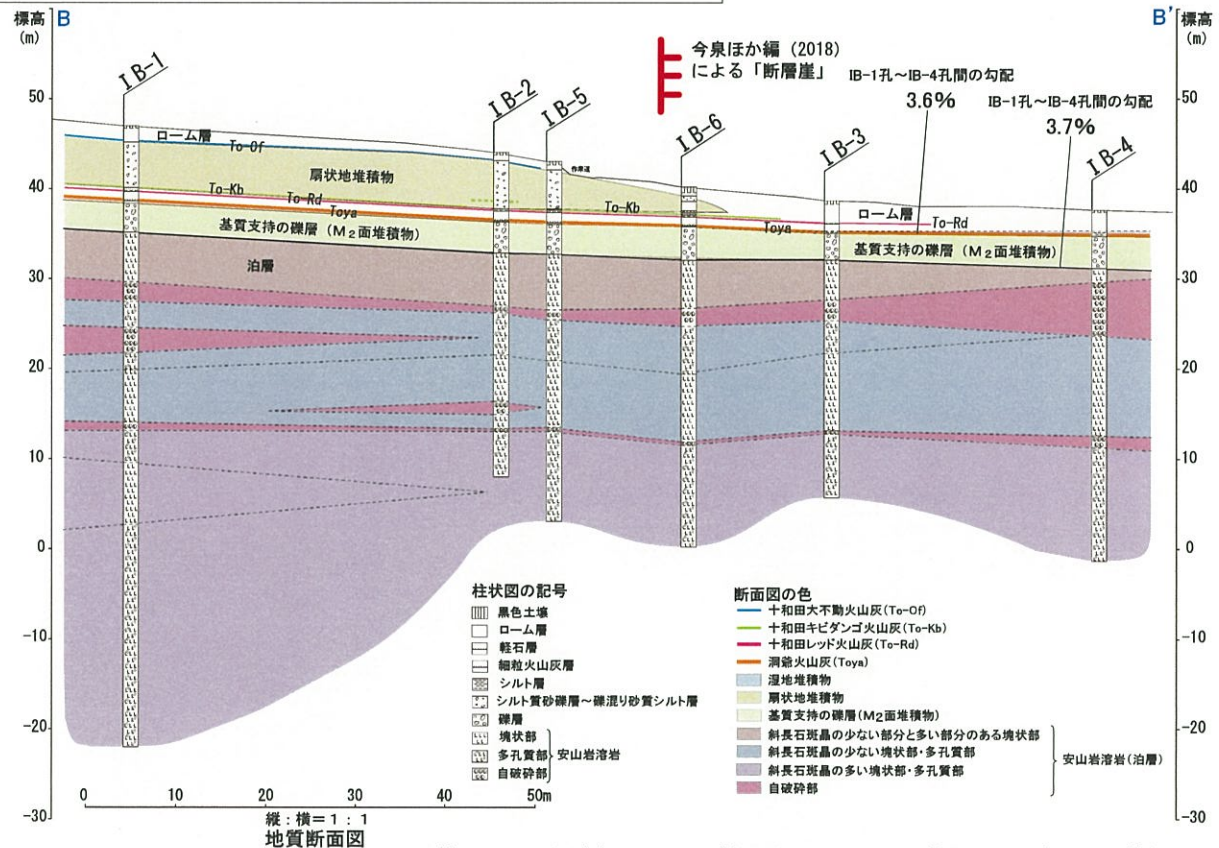 標高
(m)
B
B'
標高
(m)
今泉ほか編 (2018)
による「断層崖」
IB-1孔～IB-4孔間の勾配
3.6%
IB-1孔～IB-4孔間の勾配
3.7%
IB-1
IB-2
IB-5
IB-6
IB-3
IB-4
50
40
30
20
10
0
-10
-20
-30
50
40
30
20
10
0
-10
-20
-30
ローム層
To-Of
扇状地堆積物
To-Kb
To-Rd
Toya
基質支持の礫層 (M2面堆積物)
泊層
To-Kb
Toya
ローム層
To-Rd
基質支持の礫層 (M2面堆積物)
柱状図の記号
黒色土壌
ローム層
軽石層
細粒火山灰層
シルト層
シルト質砂礫層～礫混り砂質シルト層
礫層
塊状部
多孔質部
自破砕部
安山岩溶岩
断面図の色
十和田大不動火山灰(To-Of)
十和田キビダンゴ火山灰(To-Kb)
十和田レッド火山灰(To-Rd)
洞爺火山灰(Toya)
湿地堆積物
扇状地堆積物
基質支持の礫層(M2面堆積物)
斜長石斑晶の少ない部分と多い部分のある塊状部
斜長石斑晶の少ない塊状部・多孔質部
斜長石斑晶の多い塊状部・多孔質部
自破砕部
安山岩溶岩(泊層)
0 10 20 30 40 50m
縦:横=1:1
地質断面図